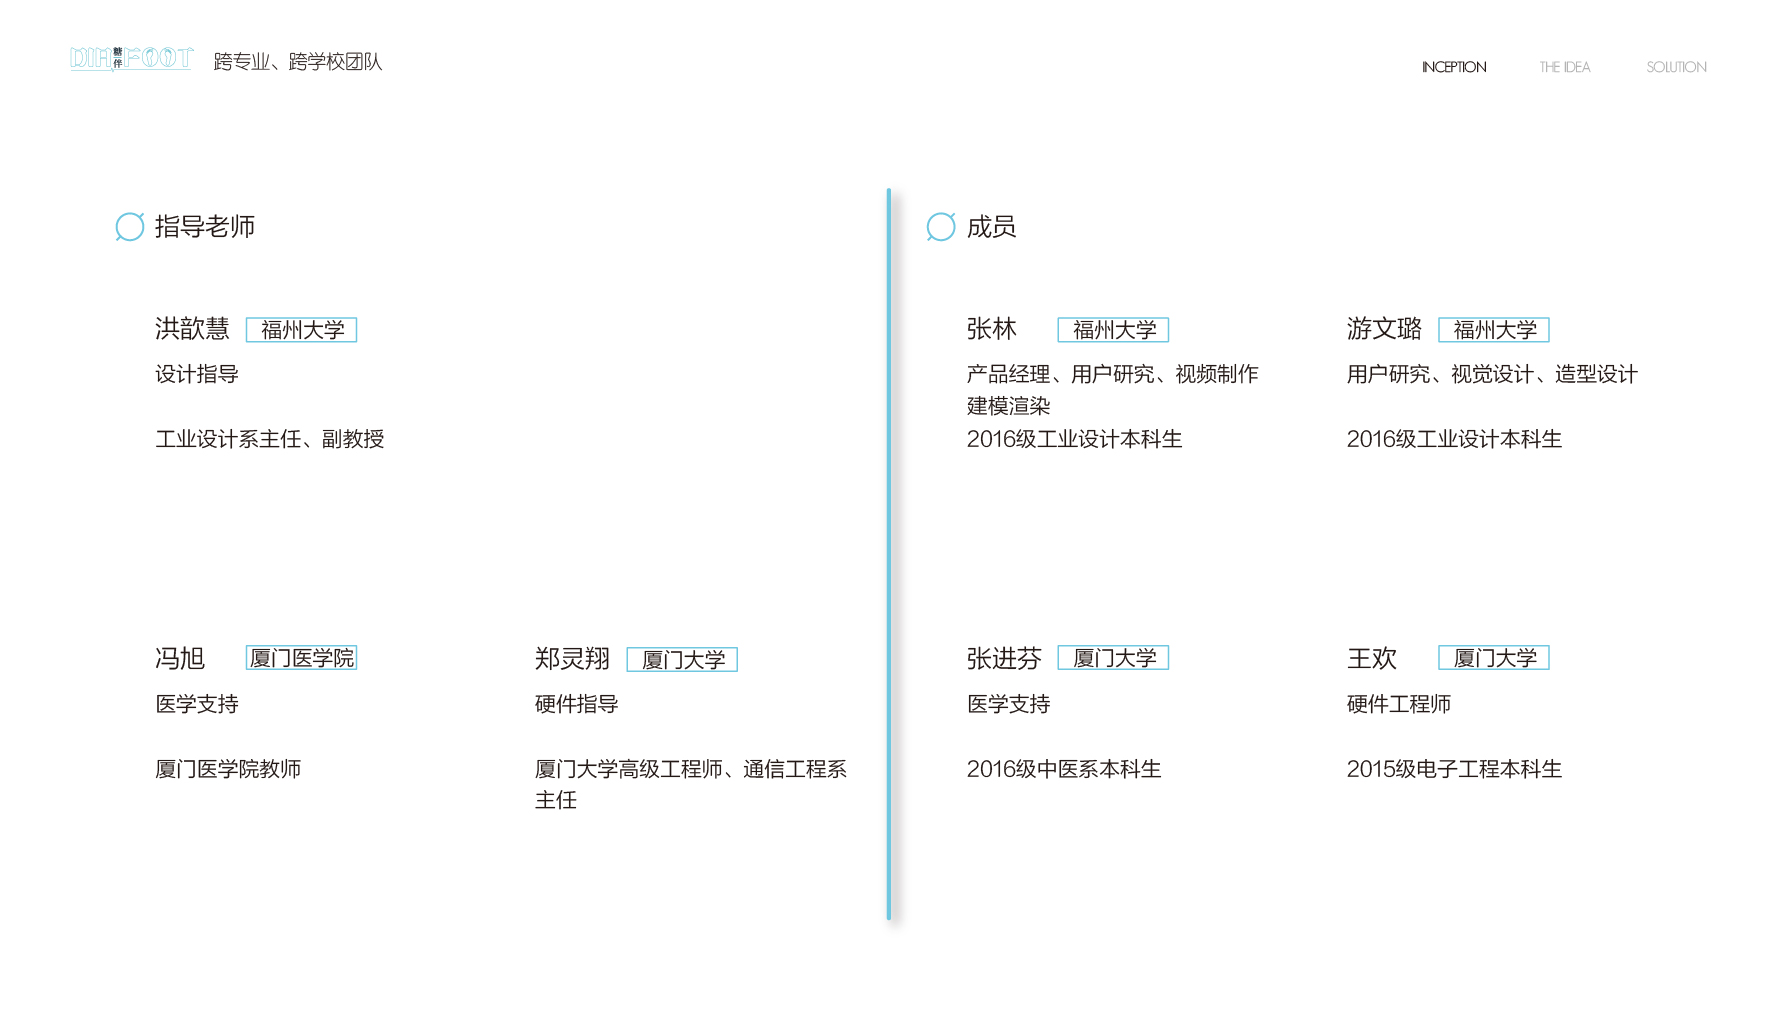 DIA FOOT 糖伴
跨专业、跨学校团队
INCEPTION
THE IDEA
SOLUTION
指导老师
洪歆慧 福州大学
设计指导
工业设计系主任、副教授
冯旭 厦门医学院
医学支持
厦门医学院教师
郑灵翔 厦门大学
硬件指导
厦门大学高级工程师、通信工程系
主任
成员
张林 福州大学
产品经理、用户研究、视频制作
建模渲染
2016级工业设计本科生
游文璐 福州大学
用户研究、视觉设计、造型设计
2016级工业设计本科生
张进芬 厦门大学
医学支持
2016级中医系本科生
王欢 厦门大学
硬件工程师
2015级电子工程本科生